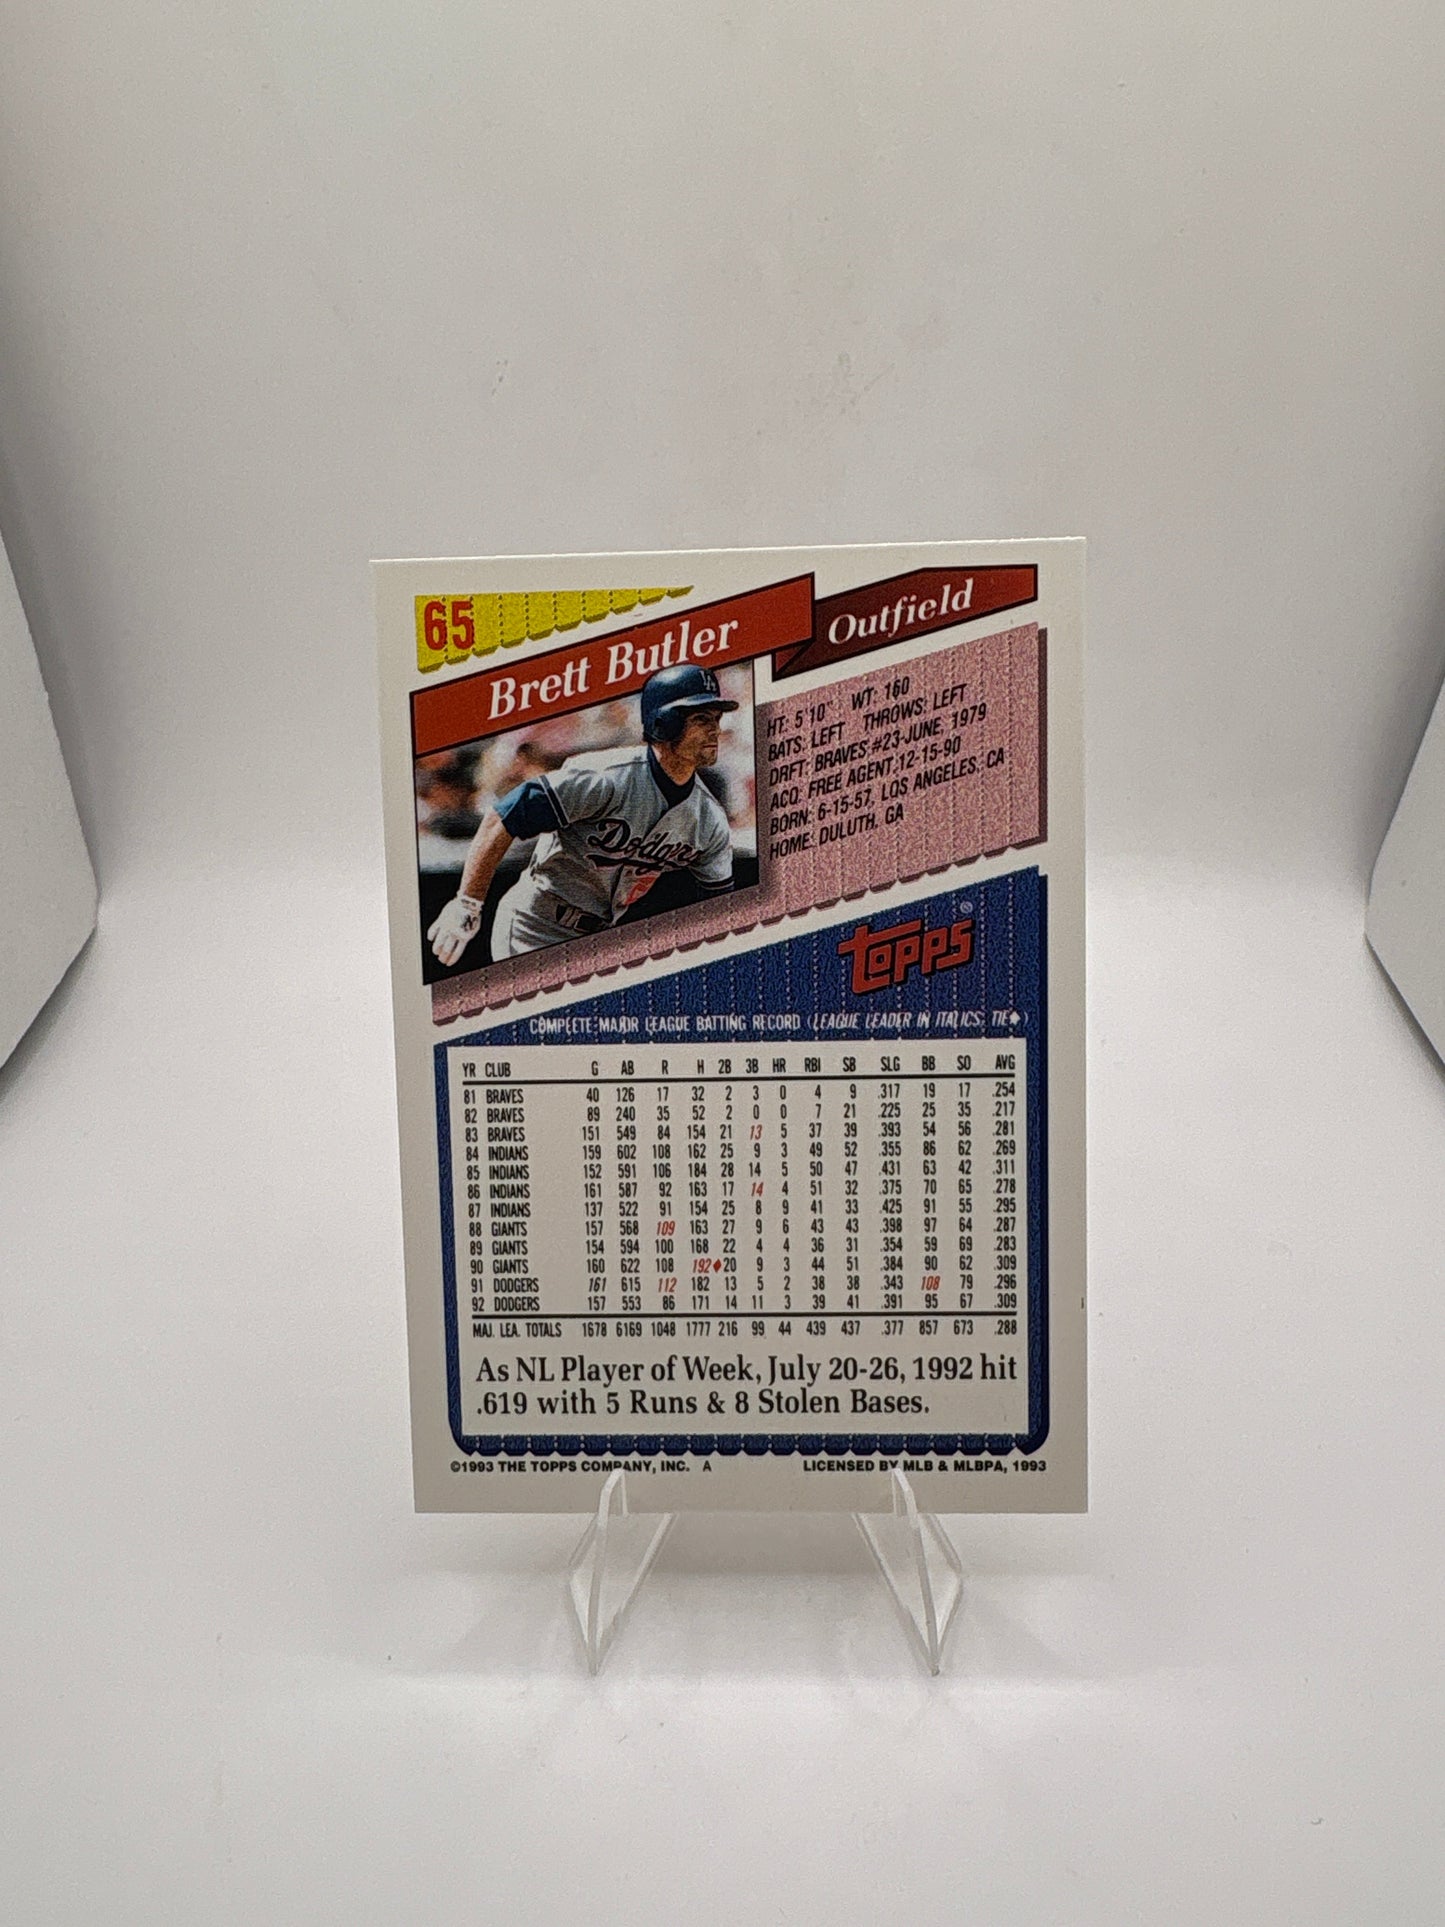 65
Brett Butler
Outfield
HT: 5'10" WT: 160
BATS: LEFT THROWS: LEFT
DRFT: BRAVES #23-JUNE, 1979
ACQ: FREE AGENT, 12-15-90
BORN: 6-15-57, LOS ANGELES, CA
HOME: DULUTH, GA
LA
Dodgers
Topps®
COMPLETE MAJOR LEAGUE BATTING RECORD (LEAGUE LEADER IN ITALICS, TIE♦)
YR CLUB G AB R H 2B 3B HR RBI SB SLG BB SO AVG
81 BRAVES 40 126 17 32 2 3 0 4 9 .317 19 17 .254
82 BRAVES 89 240 35 52 2 0 0 7 21 .225 25 35 .217
83 BRAVES 151 549 84 154 21 13 5 37 39 .393 54 56 .281
84 INDIANS 159 602 108 162 25 9 3 49 52 .355 86 62 .269
85 INDIANS 152 591 106 184 28 14 5 50 47 .431 63 42 .311
86 INDIANS 161 587 92 163 17 14 4 51 32 .375 70 65 .278
87 INDIANS 137 522 91 154 25 8 9 41 33 .425 91 55 .295
88 GIANTS 157 568 109 163 27 9 6 43 43 .398 97 64 .287
89 GIANTS 154 594 100 168 22 4 4 36 31 .354 59 69 .283
90 GIANTS 160 622 108 192♦ 20 9 3 44 51 .384 90 62 .309
91 DODGERS 161 615 112 182 13 5 2 38 38 .343 108 79 .296
92 DODGERS 157 553 86 171 14 11 3 39 41 .391 95 67 .309
MAJ. LEA. TOTALS 1678 6169 1048 1777 216 99 44 439 437 .377 857 673 .288
As NL Player of Week, July 20-26, 1992 hit
.619 with 5 Runs & 8 Stolen Bases.
©1993 THE TOPPS COMPANY, INC. A LICENSED BY MLB & MLBPA, 1993